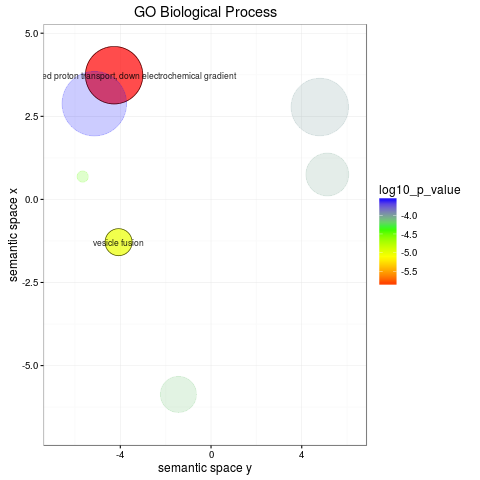 GO Biological Process
5.0
ed proton transport, down electrochemical gradient
2.5
0.0
vesicle fusion
-2.5
-5.0
-4
0
4
semantic space y
semantic space x
log10_p_value
-4.0
-4.5
-5.0
-5.5